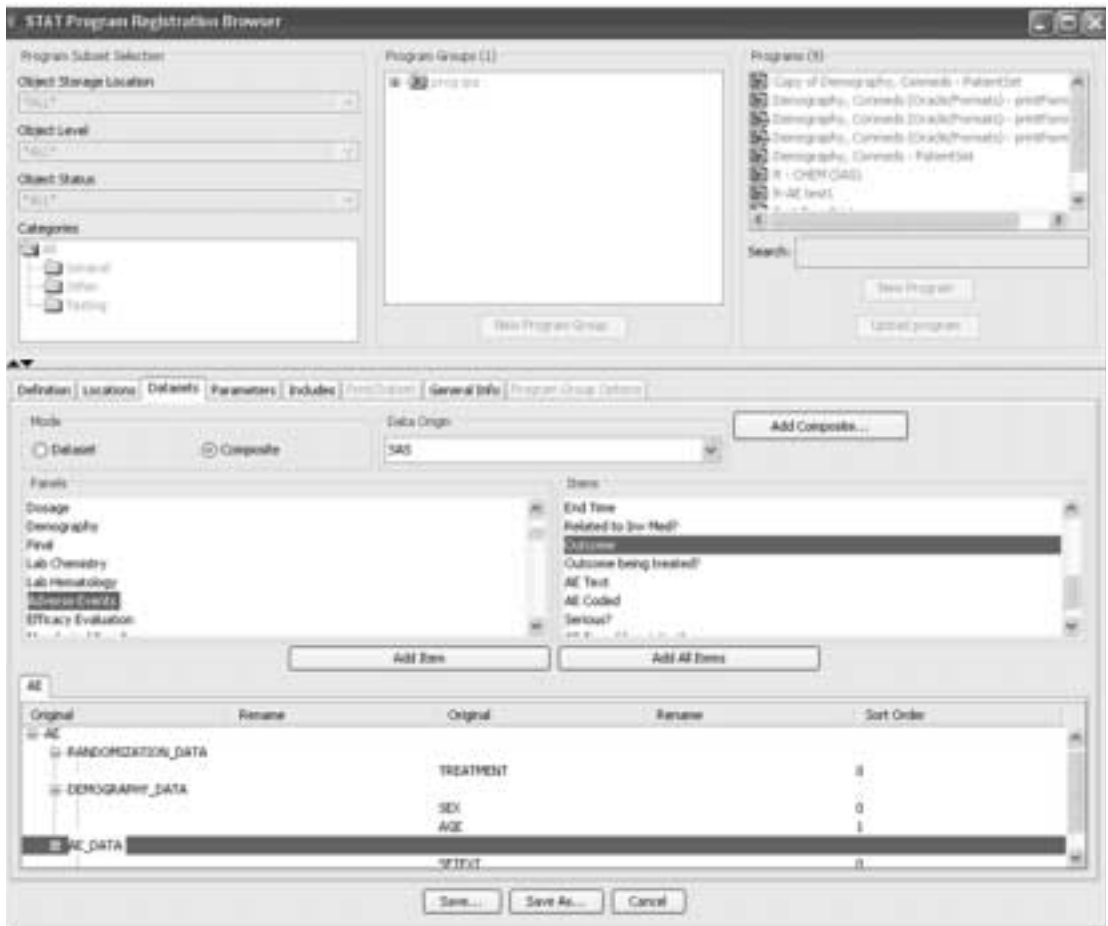 STAT Program Registration Browser
Program Subset Selection
Object Storage Location
*ALL*
Object Level
*ALL*
Object Status
*ALL*
Categories
All
General
Other
Testing
Program Groups (1)
New Program Group
Programs (9)
Copy of Demography, Conmeds - PatientSet
Demography, Conmeds (Oracle/Formats) - printForm
Demography, Conmeds (Oracle/Formats) - printForm
Demography, Conmeds (Oracle/Formats) - printForm
Demography, Conmeds - PatientSet
R - CHEM (SAS)
R-AE test1
Search:
New Program
Upload program
Definition Locations Datasets Parameters Includes Print Dataset General Info Program Group Options
Mode
Dataset Composite
Data Origin
SAS
Add Composite...
Panels
Dosage
Demography
Final
Lab Chemistry
Lab Hematology
Adverse Events
Efficacy Evaluation
Items
End Time
Related to Inv Med?
Outcome
Outcome being treated?
AE Text
AE Coded
Serious?
Add Item
Add All Items
AE
Original Rename Original Rename Sort Order
AE
RANDOMIZATION_DATA
TREATMENT 0
DEMOGRAPHY_DATA
SEX 0
AGE 1
AE_DATA
Save... Save As... Cancel